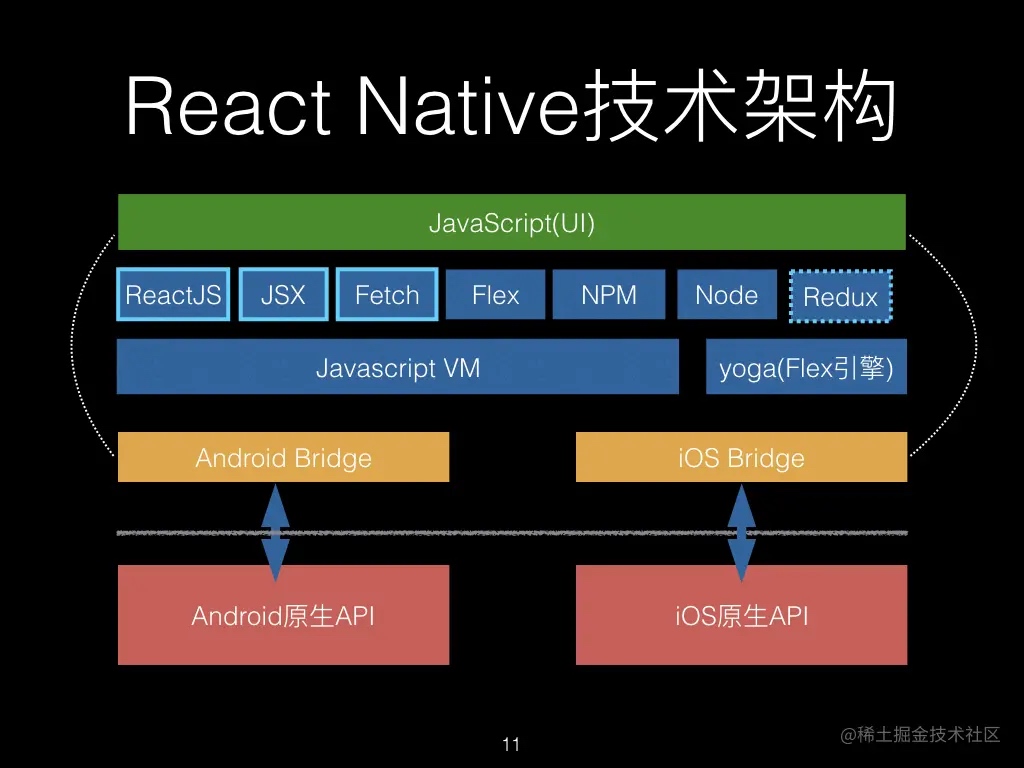 React Native技术架构
JavaScript(UI)
ReactJS JSX Fetch Flex NPM Node Redux
Javascript VM yoga(Flex引擎)
Android Bridge iOS Bridge
Android原生API iOS原生API
11
@稀土掘金技术社区